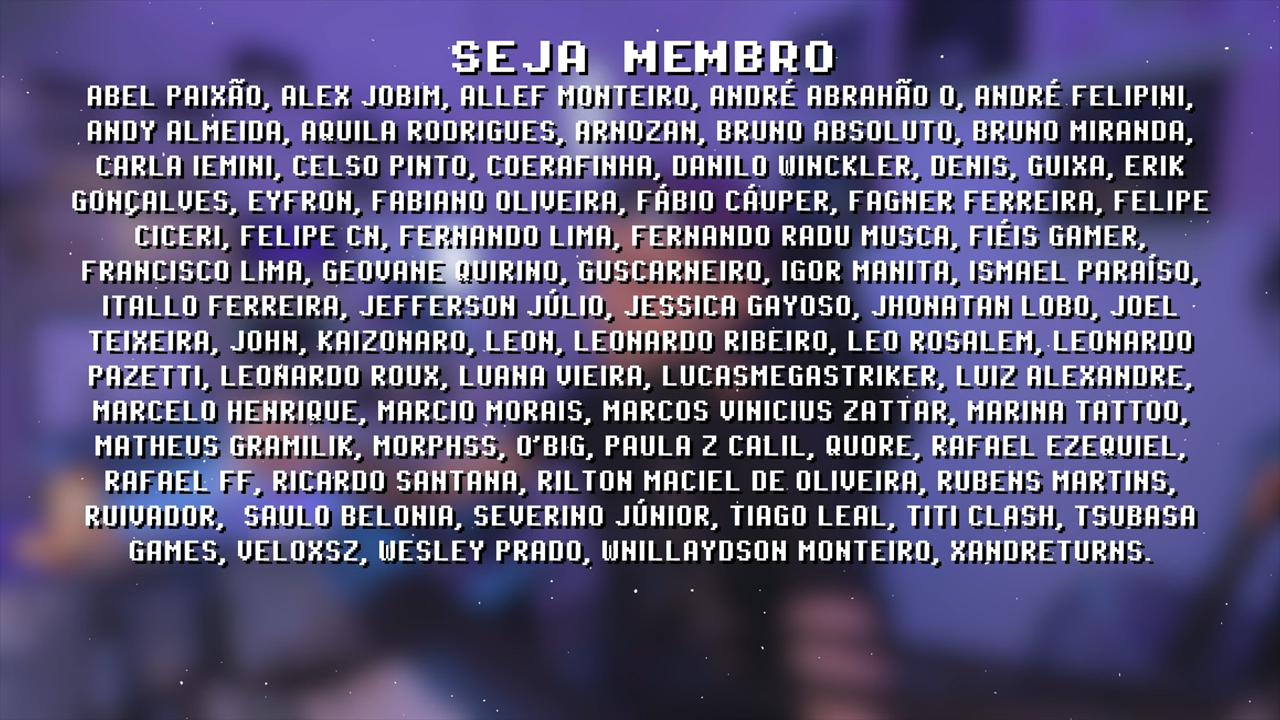 SEJA MEMBRO
ABEL PAIXÃO, ALEX JOBIM, ALLEF MONTEIRO, ANDRÉ ABRAHÃO O, ANDRÉ FELIPINI,
ANDY ALMEIDA, AQUILA RODRIGUES, ARNOZAN, BRUNO ABSOLUTO, BRUNO MIRANDA,
CARLA IEMINI, CELSO PINTO, COERAFINHA, DANILO WINCKLER, DENIS, GUIXA, ERIK
GONÇALVES, EYFRON, FABIANO OLIVEIRA, FÁBIO CÁUPER, FAGNER FERREIRA, FELIPE
CICERI, FELIPE CN, FERNANDO LIMA, FERNANDO RADU MUSCA, FIÉIS GAMER,
FRANCISCO LIMA, GEOVANE QUIRINO, GUSCARNEIRO, IGOR MANITA, ISMAEL PARAÍSO,
ITALLO FERREIRA, JEFFERSON JÚLIO, JESSICA GAYOSO, JHONATAN LOBO, JOEL
TEIXEIRA, JOHN, KAIZONARO, LEON, LEONARDO RIBEIRO, LEO ROSALEM, LEONARDO
PAZETTI, LEONARDO ROUX, LUANA VIEIRA, LUCASMEGASTRIKER, LUIZ ALEXANDRE,
MARCELO HENRIQUE, MARCIO MORAIS, MARCOS VINICIUS ZATTAR, MARINA TATTOO,
MATHEUS GRAMILIK, MORPHSS, O'BIG, PAULA Z CALIL, QUORE, RAFAEL EZEQUIEL,
RAFAEL FF, RICARDO SANTANA, RILTON MACIEL DE OLIVEIRA, RUBENS MARTINS,
RUIVADOR, SAULO BELONIA, SEVERINO JÚNIOR, TIAGO LEAL, TITI CLASH, TSUBASA
GAMES, VELOXSZ, WESLEY PRADO, WNILLAYDSON MONTEIRO, XANDRETURNS.